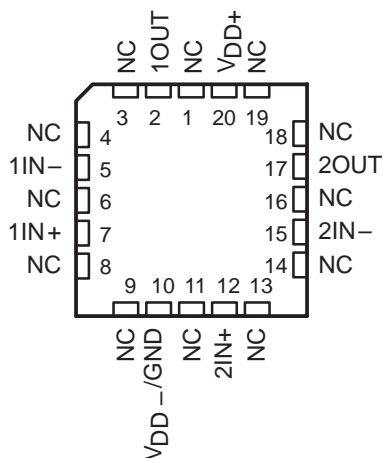 NC 1OUT NC VDD+ NC
3 2 1 20 19
NC 4 18 NC
1IN− 5 17 2OUT
NC 6 16 NC
1IN+ 7 15 2IN−
NC 8 14 NC
9 10 11 12 13
NC VDD−/GND NC 2IN+ NC